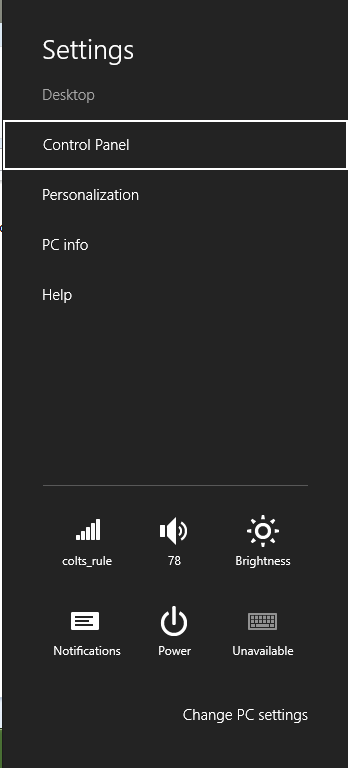 Settings
Desktop
Control Panel
Personalization
PC info
Help
colts_rule
78
Brightness
Notifications
Power
Unavailable
Change PC settings